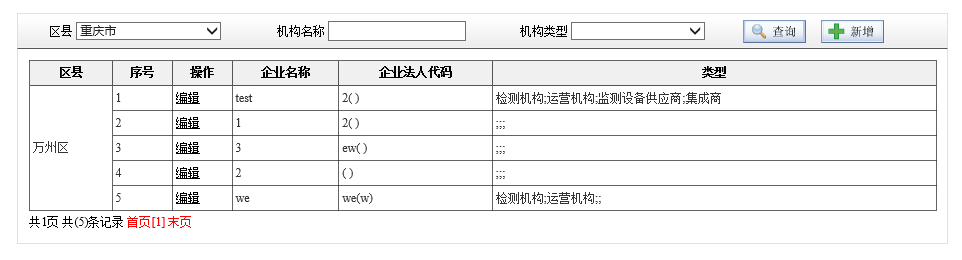 区县 重庆市 机构名称 机构类型 查询 新增
区县 序号 操作 企业名称 企业法人代码 类型
1 编辑 test 2( ) 检测机构;运营机构;监测设备供应商;集成商
2 编辑 1 2( ) ;;;
万州区 3 编辑 3 ew( ) ;;;
4 编辑 2 ( ) ;;;
5 编辑 we we(w) 检测机构;运营机构;;
共1页 共(5)条记录 首页[1] 末页